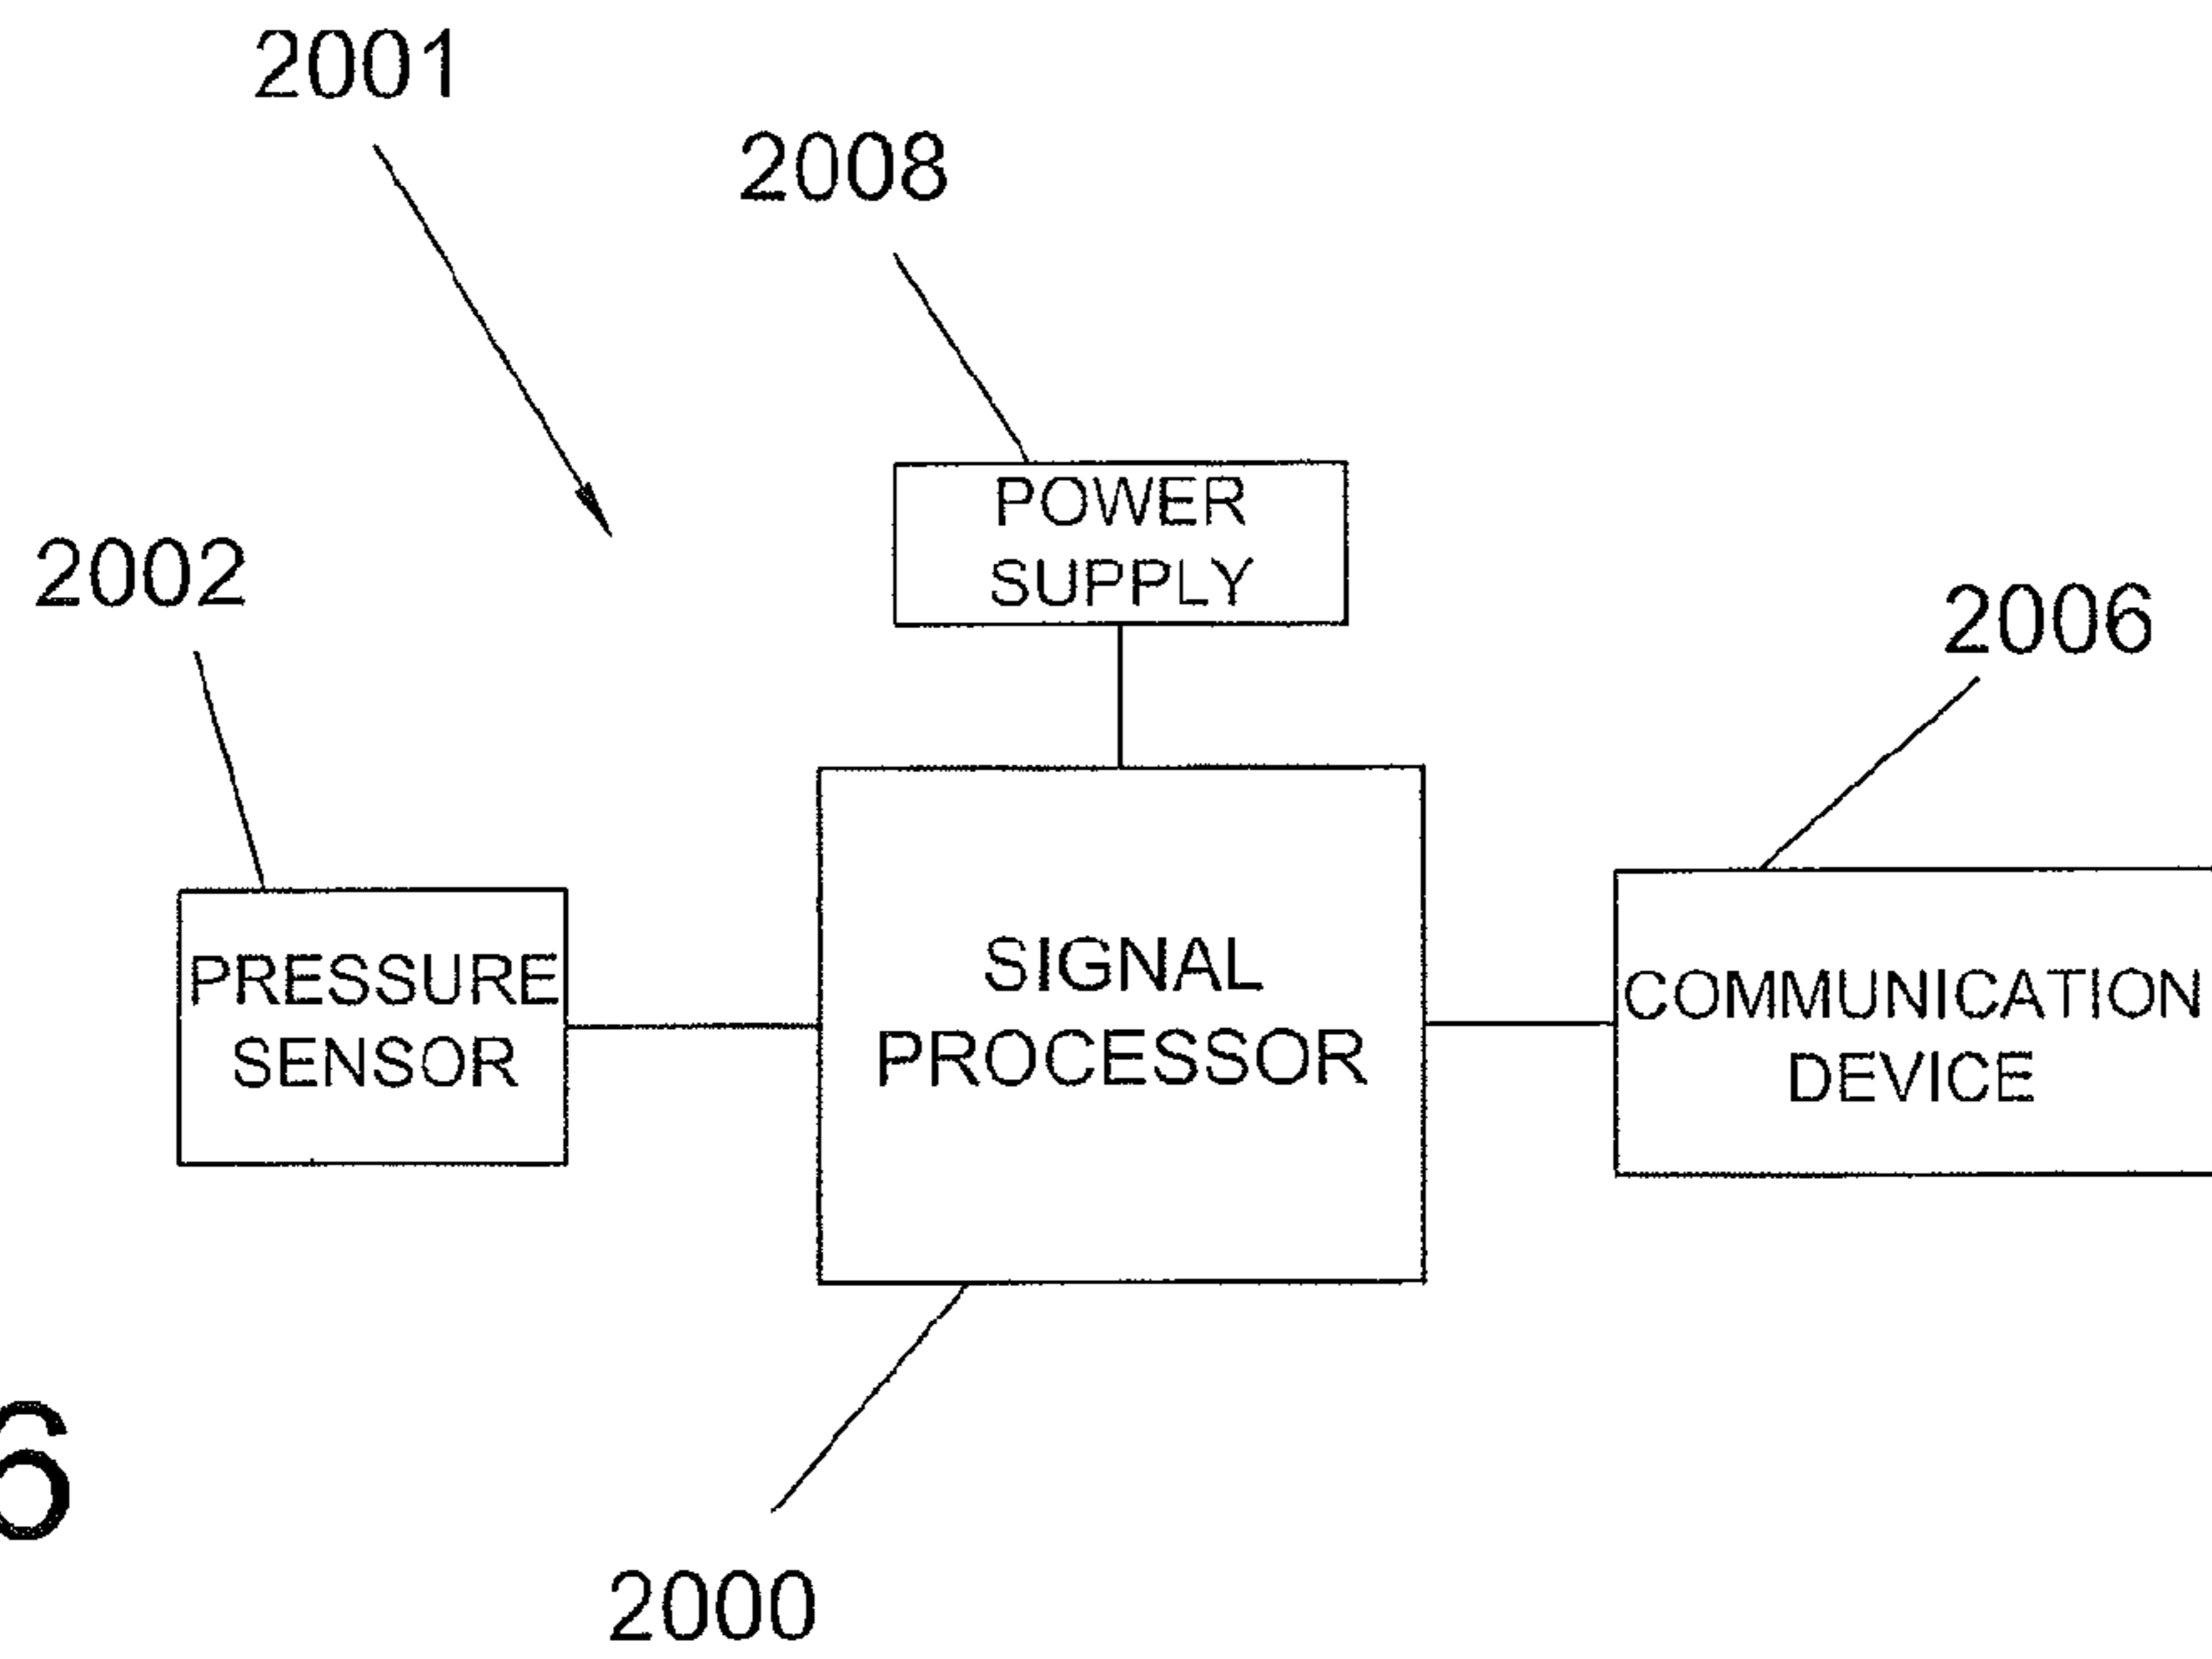 2001
2008
2002
POWER
SUPPLY
2006
PRESSURE
SENSOR
SIGNAL
PROCESSOR
COMMUNICATION
DEVICE
6
2000